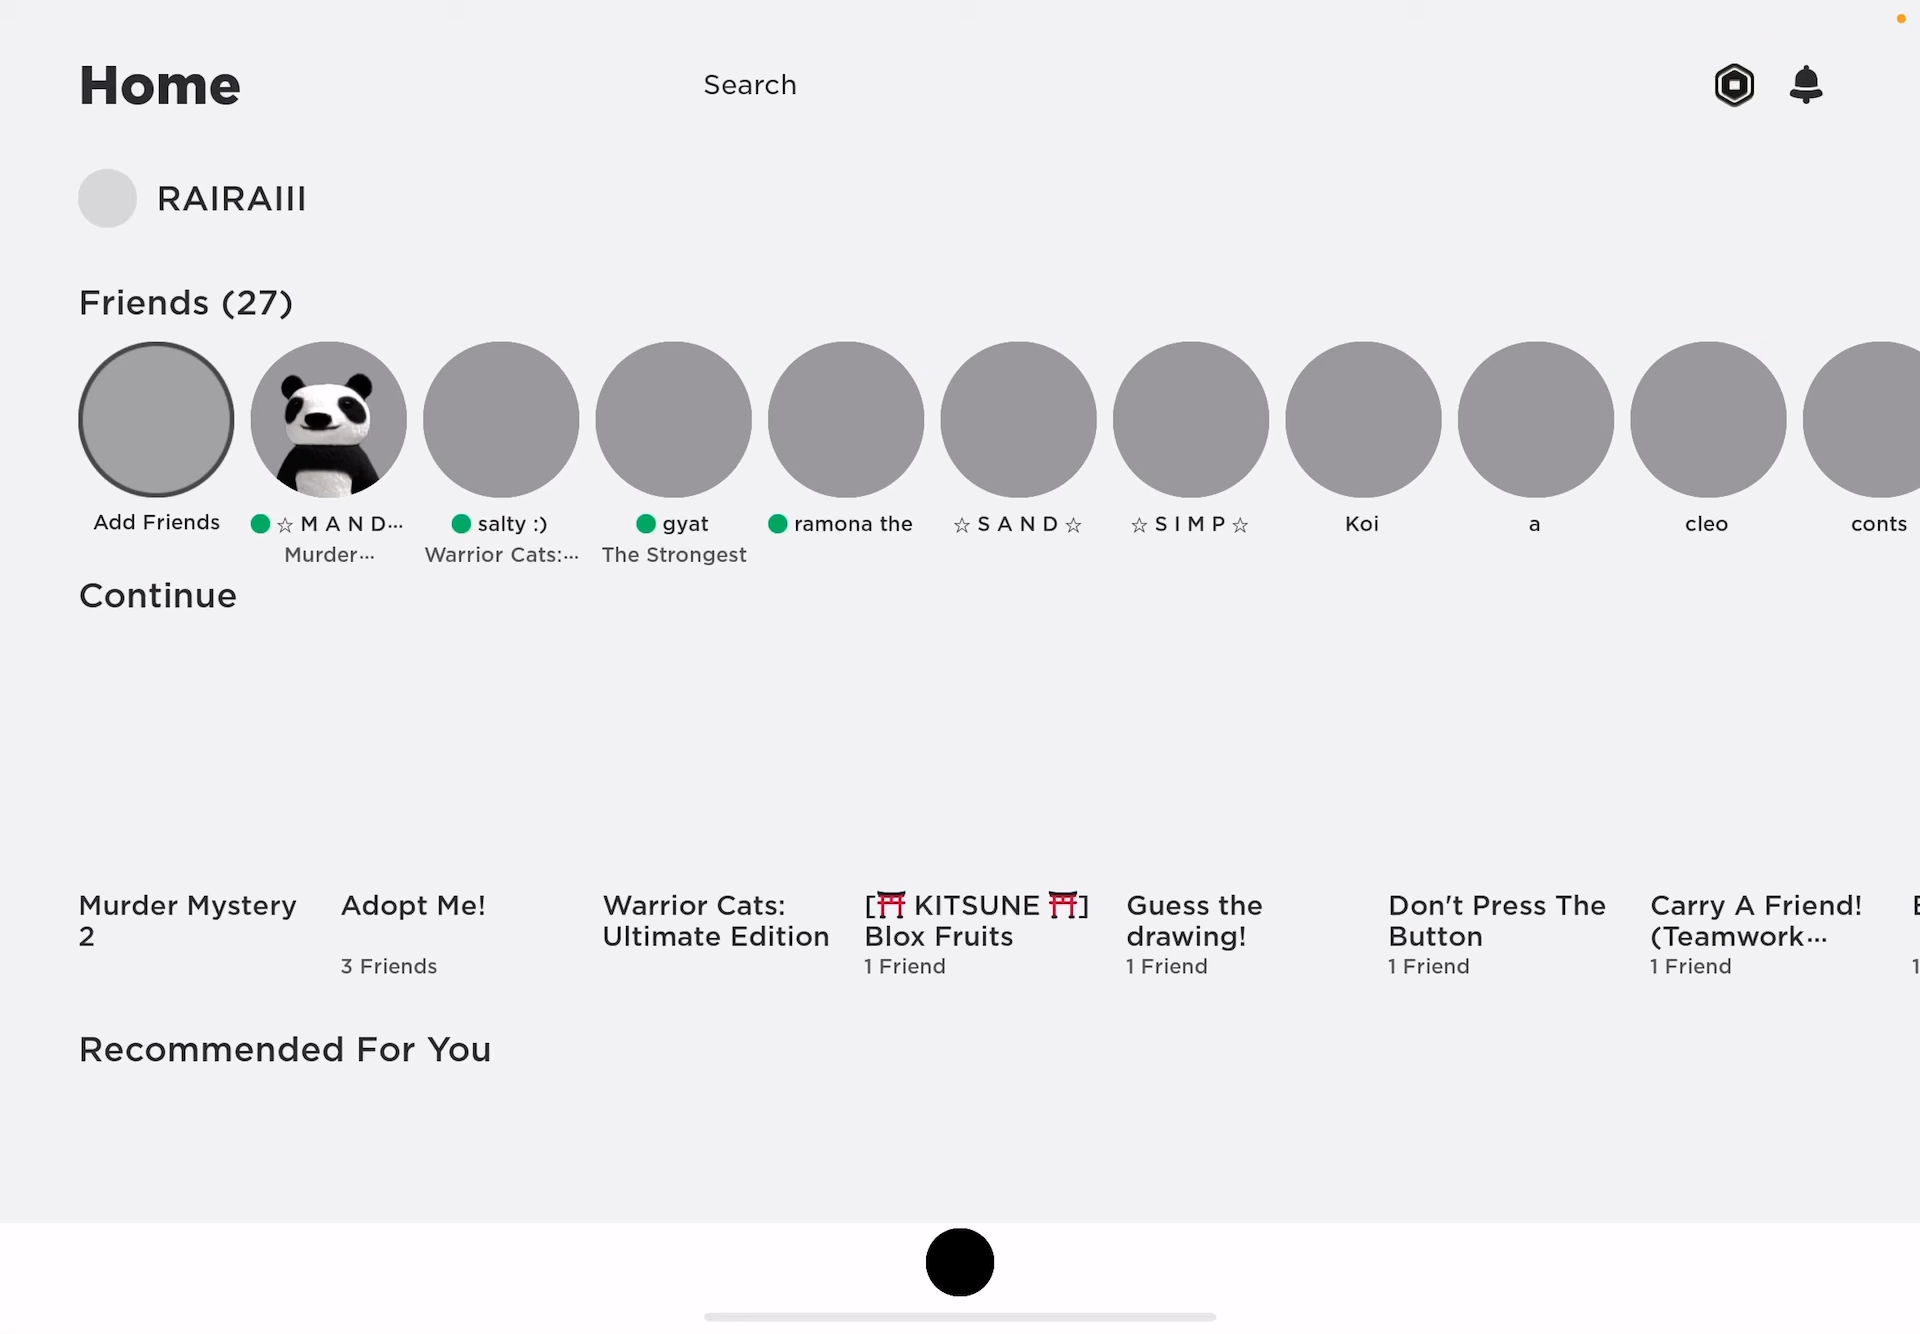 Home
Search
RAIRAIII
Friends (27)
Add Friends
☆ M A N D...
Murder...
salty :)
Warrior Cats:...
gyat
The Strongest
ramona the
☆ S A N D ☆
☆ S I M P ☆
Koi
a
cleo
conts
Continue
Murder Mystery
2
Adopt Me!
3 Friends
Warrior Cats:
Ultimate Edition
[⛩️ KITSUNE ⛩️]
Blox Fruits
1 Friend
Guess the
drawing!
1 Friend
Don't Press The
Button
1 Friend
Carry A Friend!
(Teamwork...
1 Friend
Recommended For You